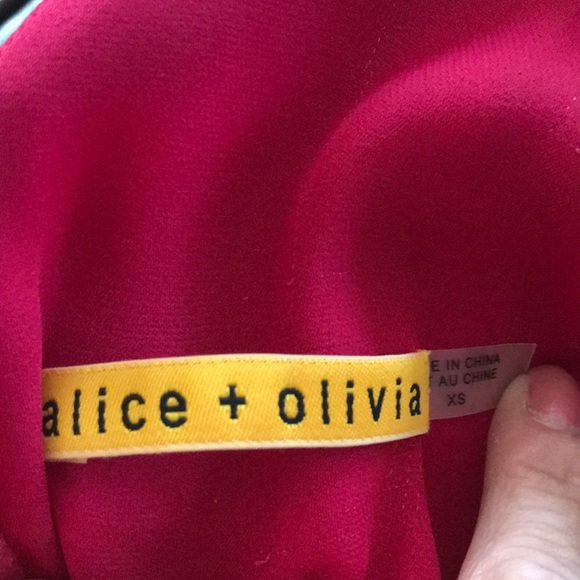 alice + olivia
E IN CHINA
AU CHINE
XS